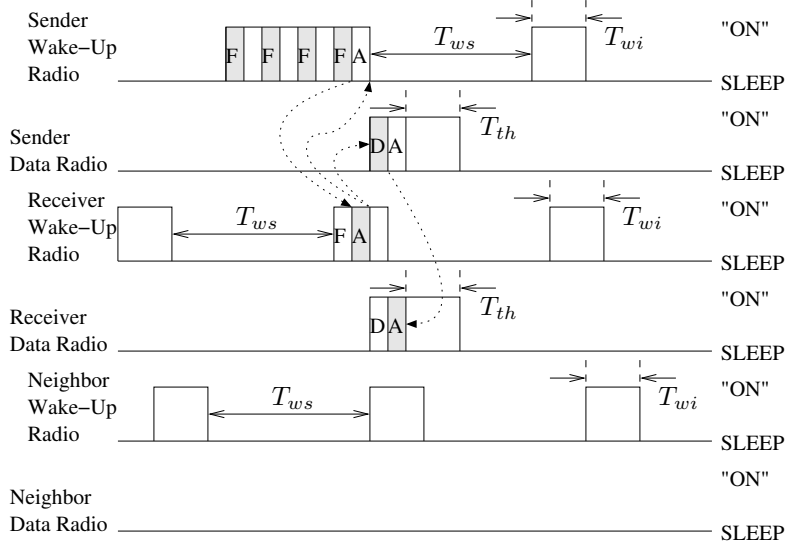 Sender
Wake−Up
Radio
F F F F A
T_ws
T_wi
"ON"
SLEEP
Sender
Data Radio
D A
T_th
"ON"
SLEEP
Receiver
Wake−Up
Radio
T_ws
F A
T_wi
"ON"
SLEEP
Receiver
Data Radio
D A
T_th
"ON"
SLEEP
Neighbor
Wake−Up
Radio
T_ws
T_wi
"ON"
SLEEP
Neighbor
Data Radio
"ON"
SLEEP